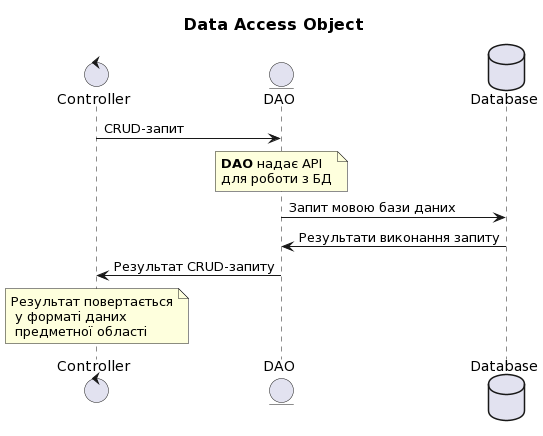 Data Access Object
Controller
DAO
Database
CRUD-запит
DAO надає API
для роботи з БД
Запит мовою бази даних
Результати виконання запиту
Результат CRUD-запиту
Результат повертається
у форматі даних
предметної області
Controller
DAO
Database